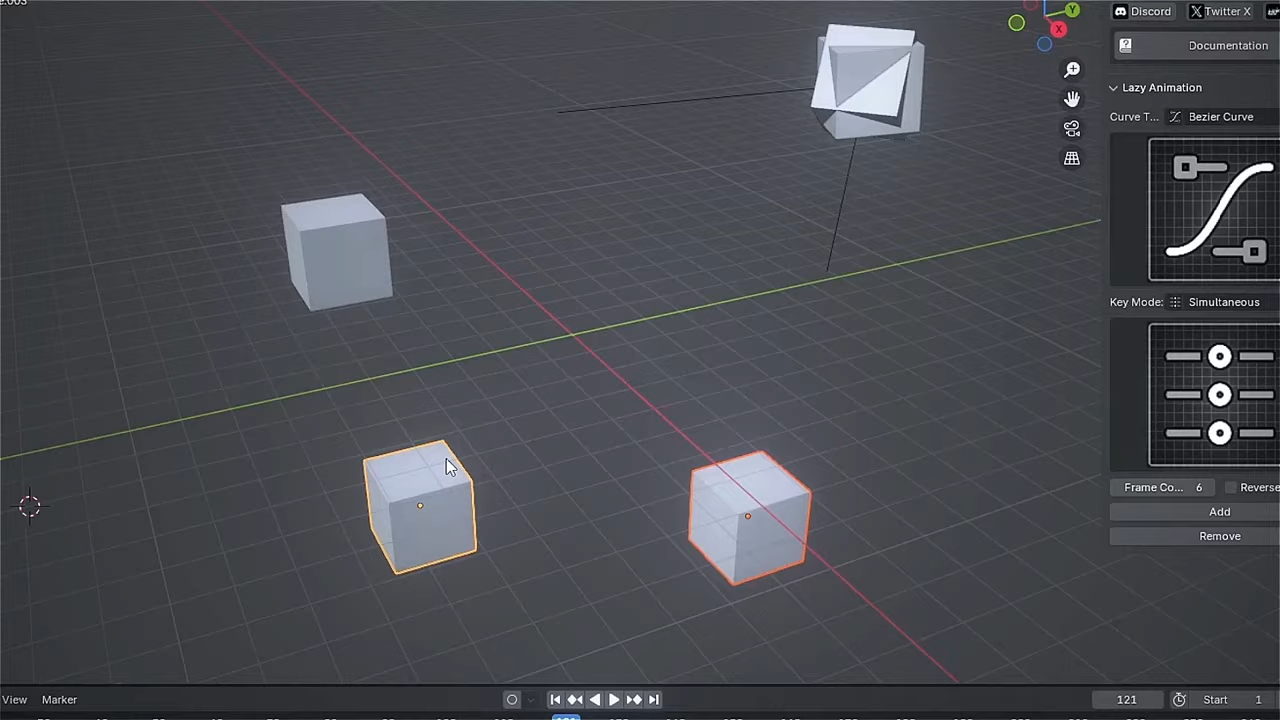 e.003
Y
X
Discord
Twitter X
Documentation
Lazy Animation
Curve T... Bezier Curve
Key Mode: Simultaneous
Frame Co... 6
Reverse
Add
Remove
View
Marker
121
Start 1